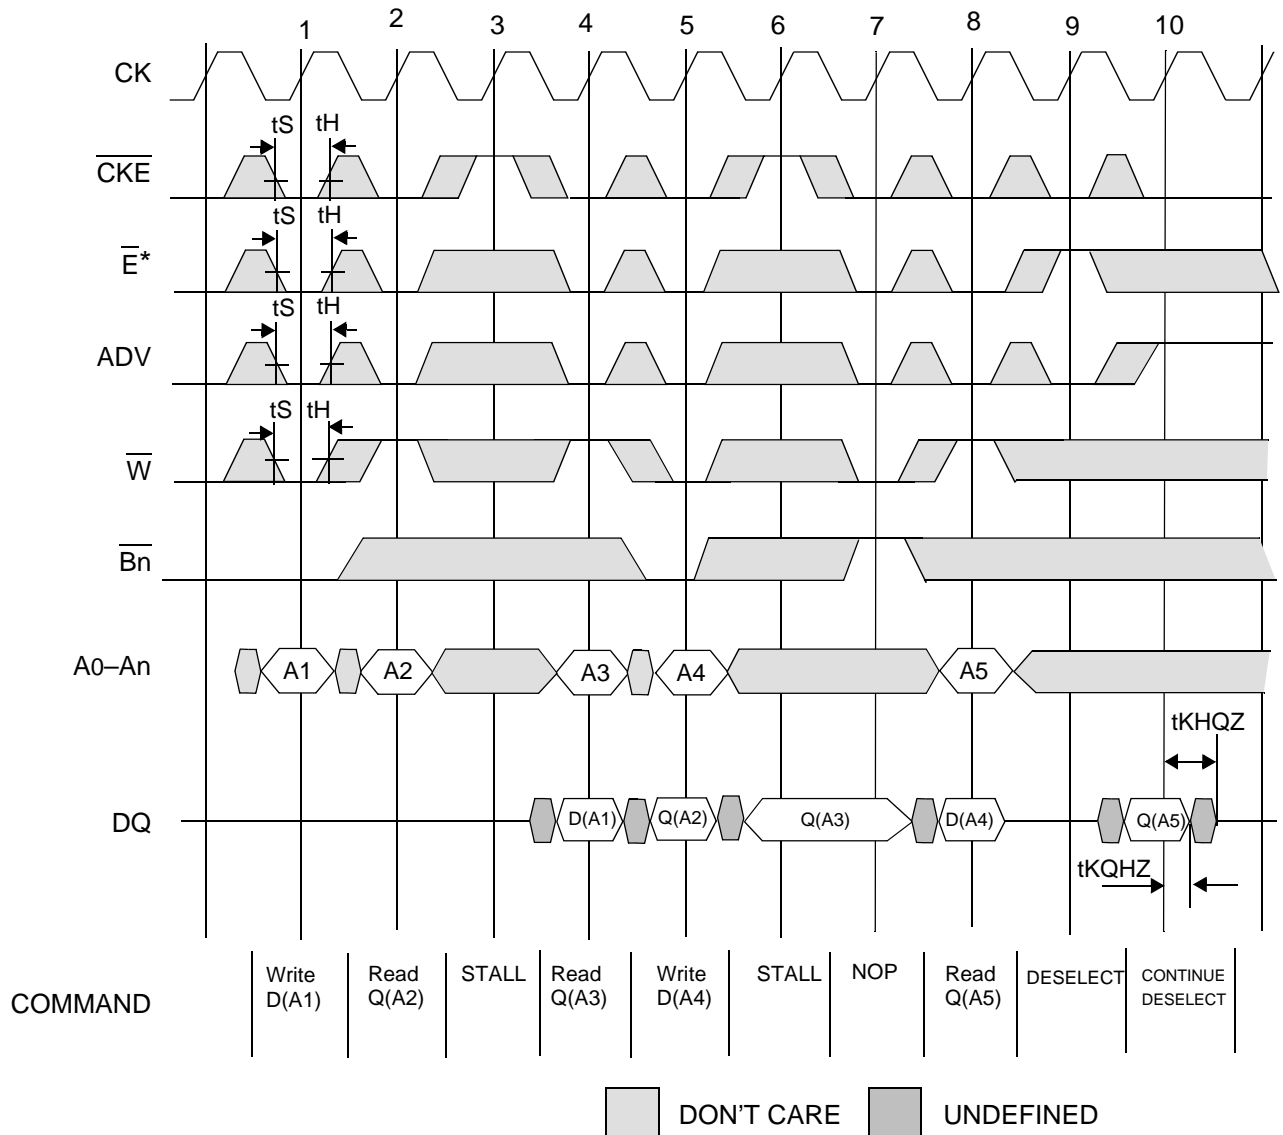 1 2 3 4 5 6 7 8 9 10
CK
tS tH
CKE
tS tH
E*
tS tH
ADV
tS tH
W
Bn
A0–An A1 A2 A3 A4 A5
tKHQZ
DQ D(A1) Q(A2) Q(A3) D(A4) Q(A5)
tKQHZ
COMMAND
Write
D(A1)
Read
Q(A2)
STALL
Read
Q(A3)
Write
D(A4)
STALL
NOP
Read
Q(A5)
DESELECT
CONTINUE
DESELECT
DON'T CARE
UNDEFINED